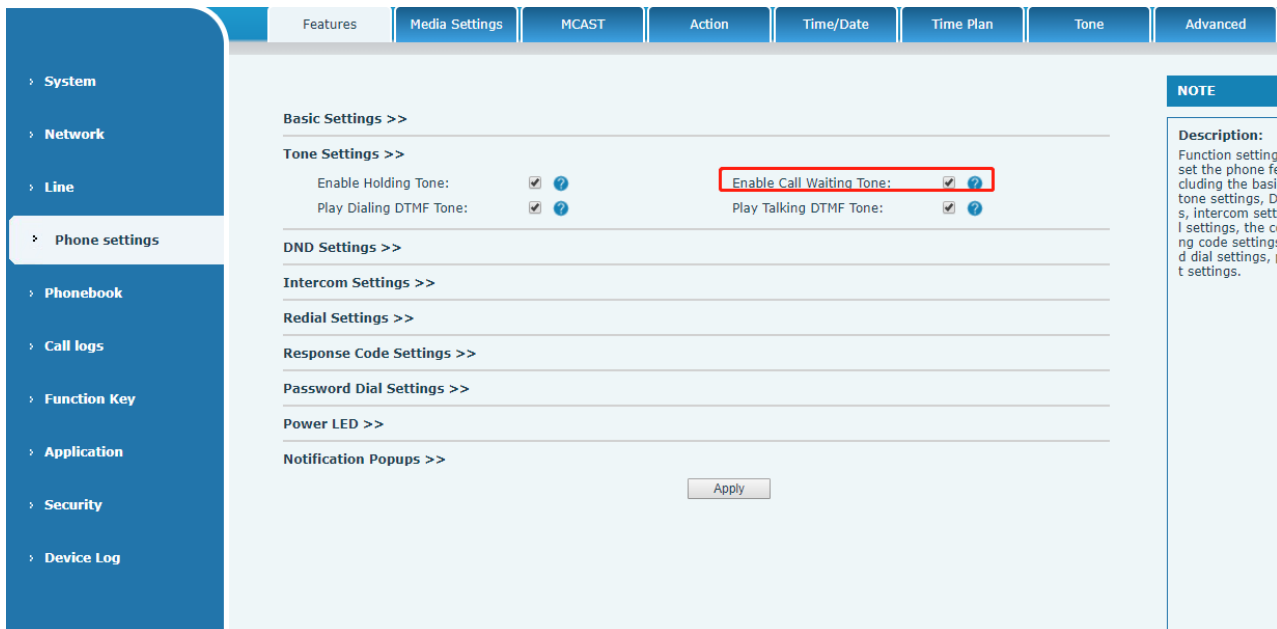 Features Media Settings MCAST Action Time/Date Time Plan Tone Advanced
System
Network
Line
Phone settings
Phonebook
Call logs
Function Key
Application
Security
Device Log
Basic Settings >>
Tone Settings >>
Enable Holding Tone: Enable Call Waiting Tone:
Play Dialing DTMF Tone: Play Talking DTMF Tone:
DND Settings >>
Intercom Settings >>
Redial Settings >>
Response Code Settings >>
Password Dial Settings >>
Power LED >>
Notification Popups >>
Apply
NOTE
Description:
Function setting
set the phone fe
cluding the basi
tone settings, D
s, intercom sett
l settings, the c
ng code settings
d dial settings,
t settings.